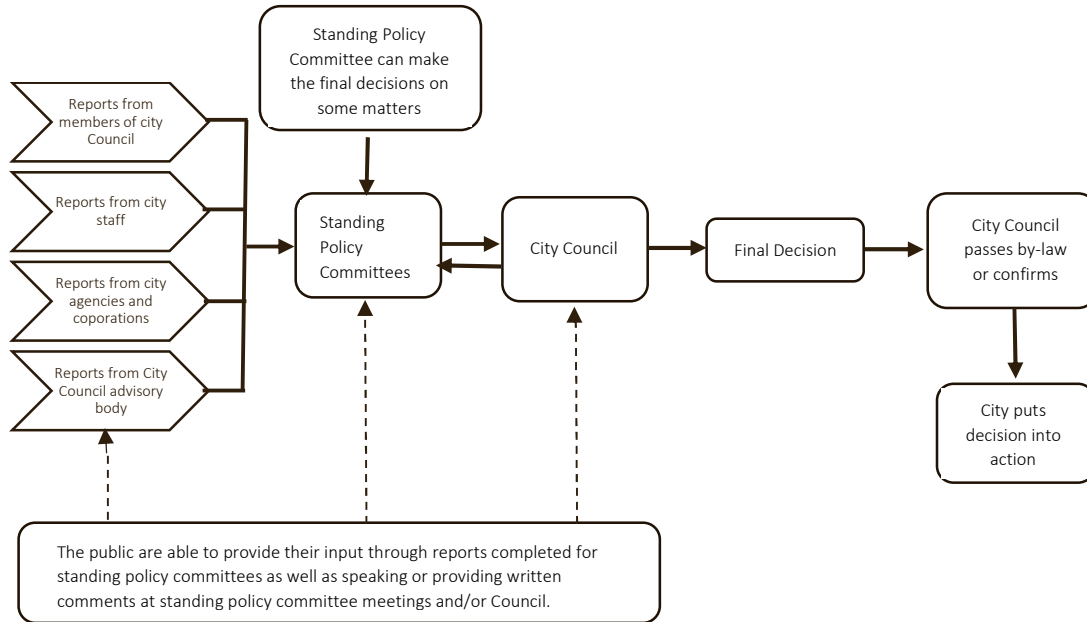 Standing Policy
Committee can make
the final decisions on
some matters
Reports from
members of city
Council
Reports from city
staff
Reports from city
agencies and
coporations
Reports from City
Council advisory
body
Standing
Policy
Committees
City Council
Final Decision
City Council
passes by-law
or confirms
City puts
decision into
action
The public are able to provide their input through reports completed for
standing policy committees as well as speaking or providing written
comments at standing policy committee meetings and/or Council.